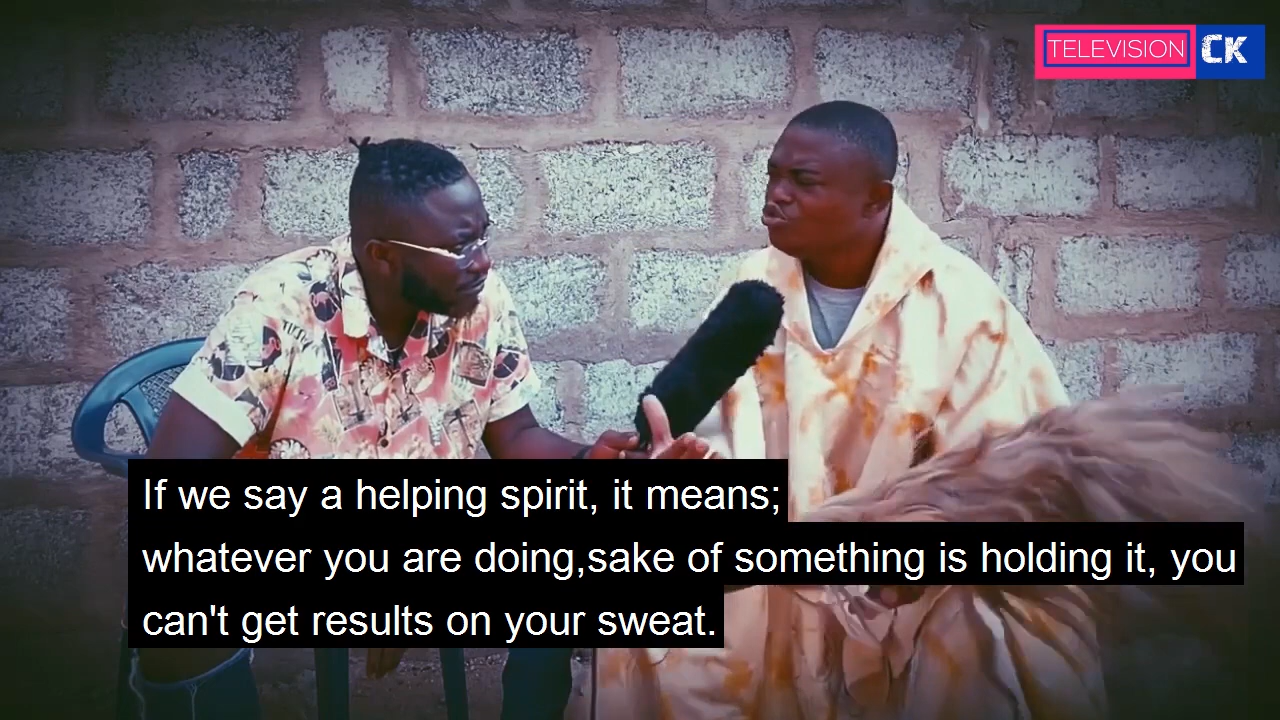 TELEVISION CK
If we say a helping spirit, it means;
whatever you are doing,sake of something is holding it, you
can't get results on your sweat.